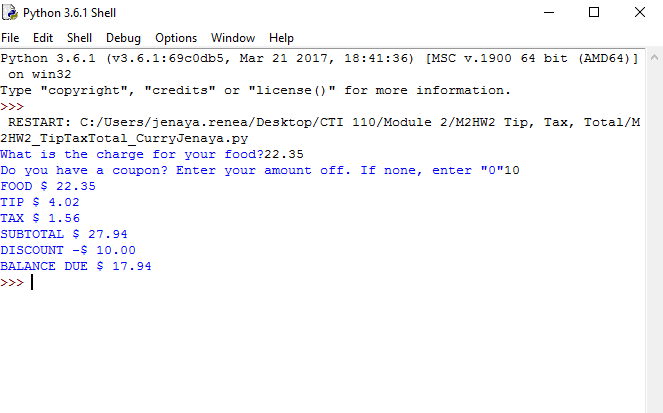 Python 3.6.1 Shell
File Edit Shell Debug Options Window Help
Python 3.6.1 (v3.6.1:69c0db5, Mar 21 2017, 18:41:36) [MSC v.1900 64 bit (AMD64)]
 on win32
Type "copyright", "credits" or "license()" for more information.
>>>
 RESTART: C:/Users/jenaya.renea/Desktop/CTI 110/Module 2/M2HW2 Tip, Tax, Total/M
2HW2_TipTaxTotal_CurryJenaya.py
What is the charge for your food?22.35
Do you have a coupon? Enter your amount off. If none, enter "0"10
FOOD $ 22.35
TIP $ 4.02
TAX $ 1.56
SUBTOTAL $ 27.94
DISCOUNT -$ 10.00
BALANCE DUE $ 17.94
>>>